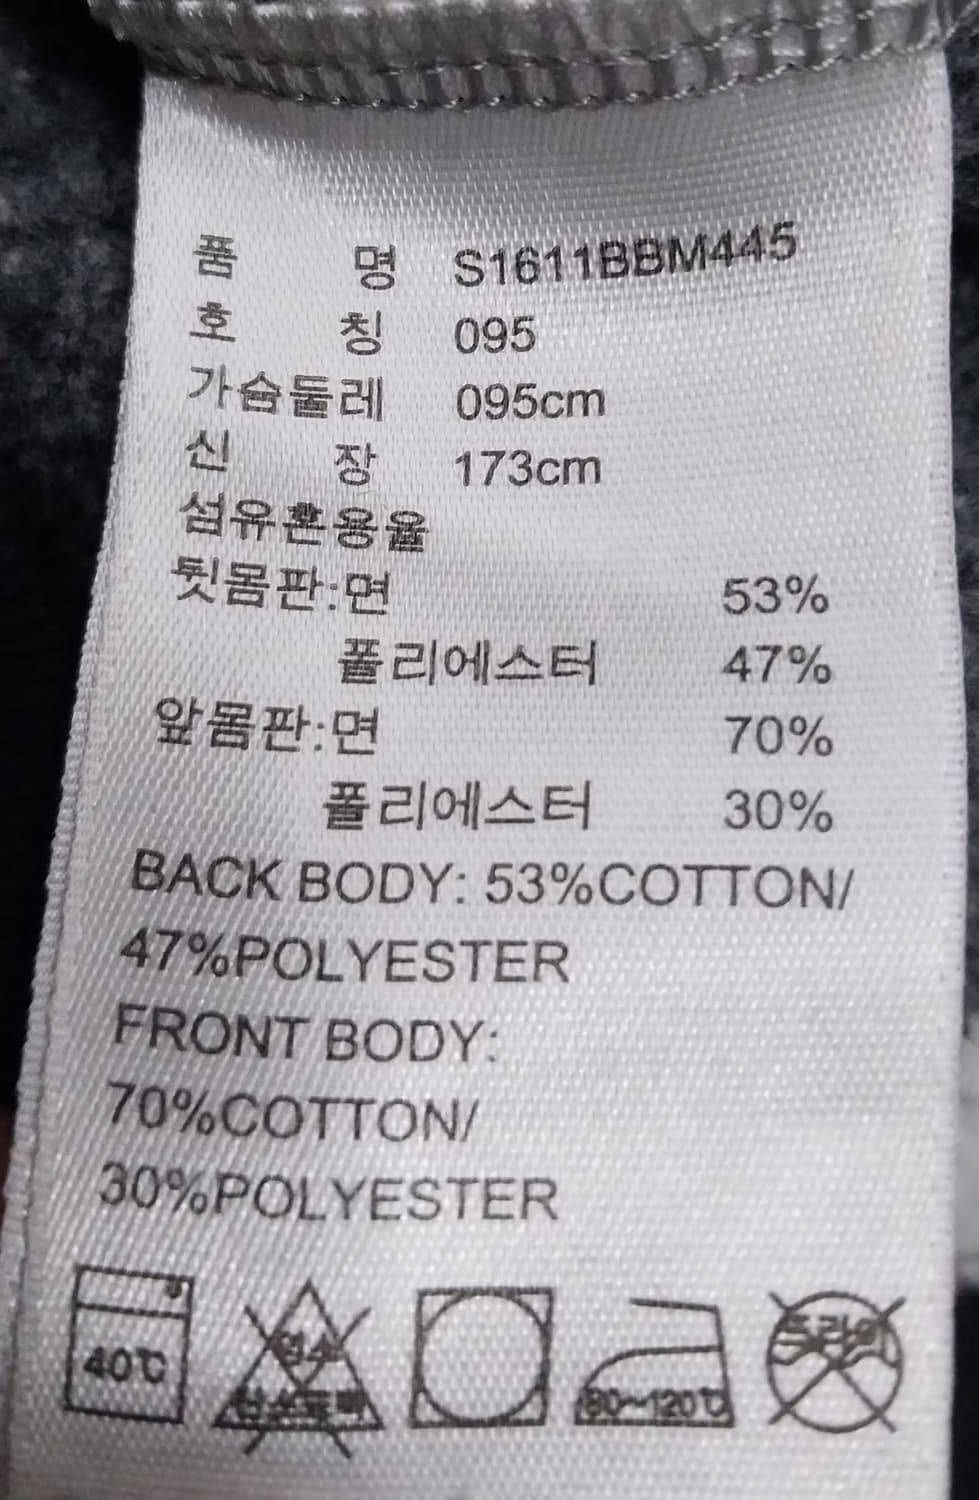 품 명 S1611BBM445
호 칭 095
가슴둘레 095cm
신 장 173cm
섬유혼용율
뒷몸판:면 53%
폴리에스터 47%
앞몸판:면 70%
폴리에스터 30%
BACK BODY: 53%COTTON/
47%POLYESTER
FRONT BODY:
70%COTTON/
30%POLYESTER
40℃ 염소 산소표백 80~120℃ 드라이